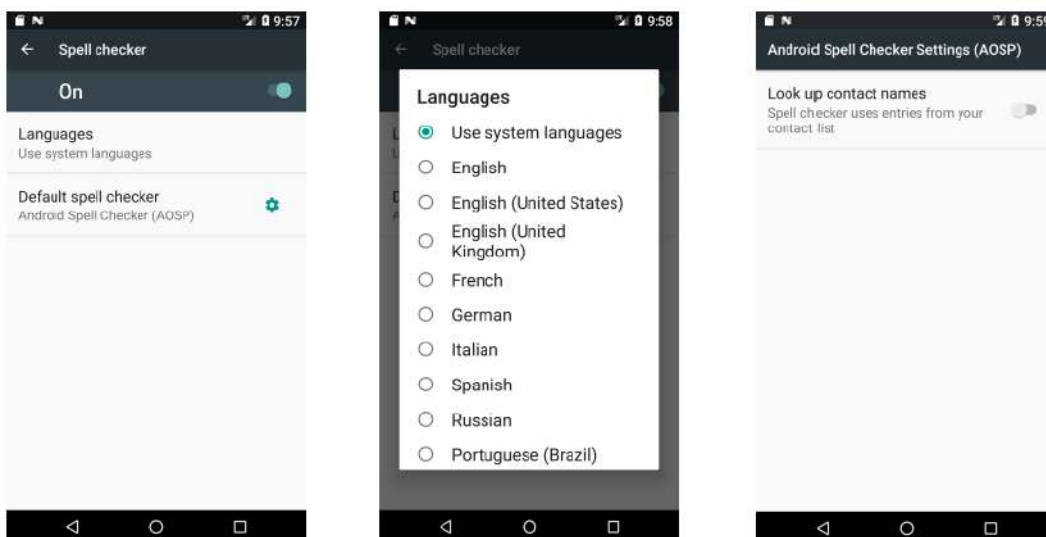 9:57
Spell checker
On
Languages
Use system languages
Default spell checker
Android Spell Checker (AOSP)
9:58
Spell checker
Languages
Use system languages
English
English (United States)
English (United
Kingdom)
French
German
Italian
Spanish
Russian
Portuguese (Brazil)
9:59
Android Spell Checker Settings (AOSP)
Look up contact names
Spell checker uses entries from your
contact list